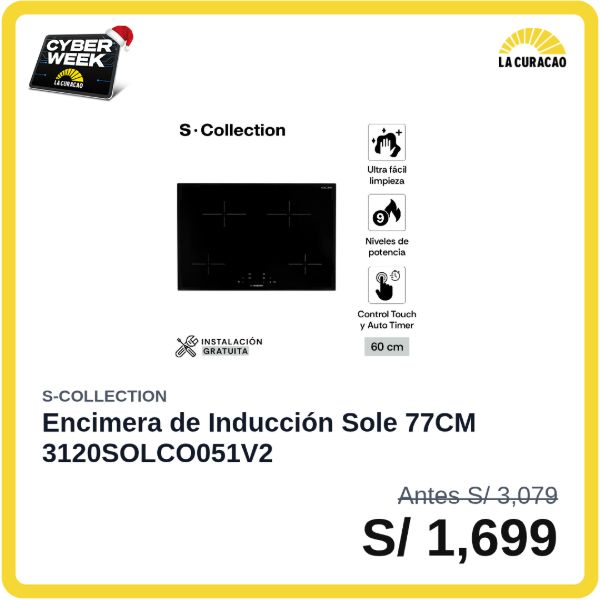 CYBER
WEEK
LA CURACAO
LA CURACAO
S·Collection
Ultra fácil
limpieza
9
Niveles de
potencia
Control Touch
y Auto Timer
60 cm
INSTALACIÓN
GRATUITA
S-COLLECTION
Encimera de Inducción Sole 77CM
3120SOLCO051V2
Antes S/ 3,079
S/ 1,699